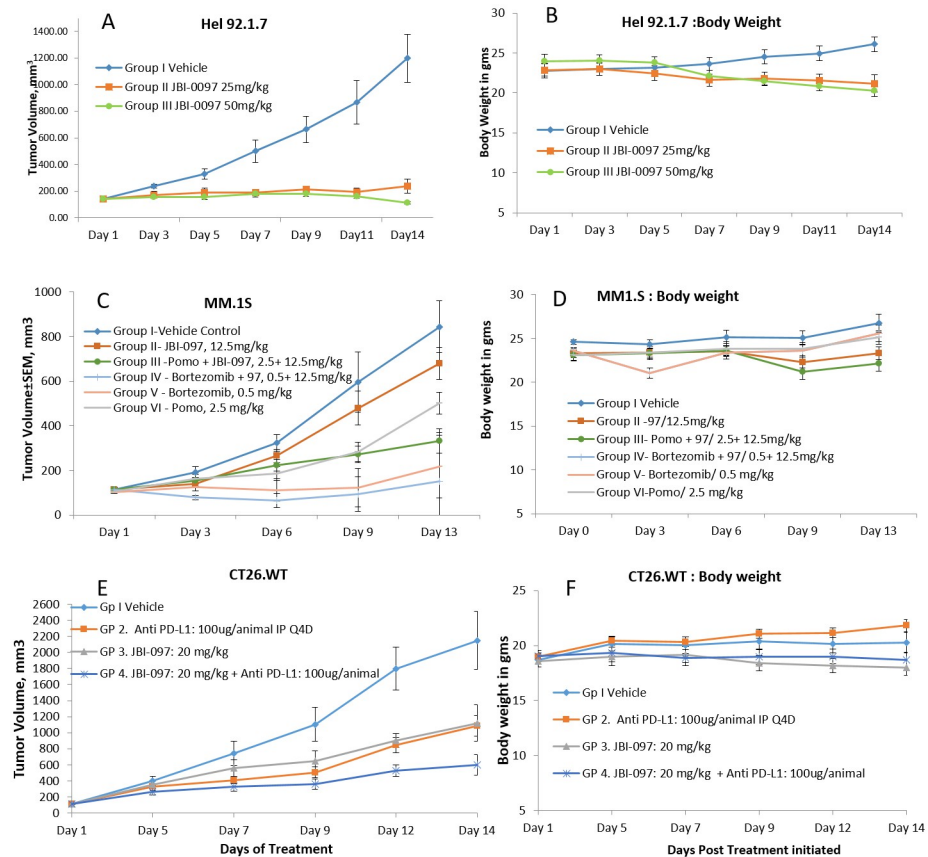 A
Hel 92.1.7
Tumor Volume, mm3
1400.00
1200.00
1000.00
800.00
600.00
400.00
200.00
0.00
Group I Vehicle
Group II JBI-0097 25mg/kg
Group III JBI-0097 50mg/kg
Day 1 Day 3 Day 5 Day 7 Day 9 Day11 Day14
B
Hel 92.1.7 :Body Weight
Body Weight in gms
30
25
20
15
10
5
Group I Vehicle
Group II JBI-0097 25mg/kg
Group III JBI-0097 50mg/kg
Day 1 Day 3 Day 5 Day 7 Day 9 Day11 Day14
C
MM.1S
Tumor Volume±SEM, mm3
1000
800
600
400
200
0
Group I-Vehicle Control
Group II- JBI-097, 12.5mg/kg
Group III -Pomo + JBI-097, 2.5+ 12.5mg/kg
Group IV - Bortezomib + 97, 0.5+ 12.5mg/kg
Group V - Bortezomib, 0.5 mg/kg
Group VI - Pomo, 2.5 mg/kg
Day 1 Day 3 Day 6 Day 9 Day 13
D
MM1.S : Body weight
Body weight in gms
30
25
20
15
10
5
Group I Vehicle
Group II -97/12.5mg/kg
Group III- Pomo + 97/ 2.5+ 12.5mg/kg
Group IV- Bortezomib + 97/ 0.5+ 12.5mg/kg
Group V- Bortezomib/ 0.5 mg/kg
Group VI-Pomo/ 2.5 mg/kg
Day 0 Day 3 Day 6 Day 9 Day 13
E
CT26.WT
Tumor Volume, mm3
2600
2400
2200
2000
1800
1600
1400
1200
1000
800
600
400
200
0
Gp I Vehicle
GP 2. Anti PD-L1: 100ug/animal IP Q4D
GP 3. JBI-097: 20 mg/kg
GP 4. JBI-097: 20 mg/kg + Anti PD-L1: 100ug/animal
Day 1 Day 5 Day 7 Day 9 Day 12 Day 14
Days of Treatment
F
CT26.WT : Body weight
Body weight in gms
25
20
15
10
5
Gp I Vehicle
GP 2. Anti PD-L1: 100ug/animal IP Q4D
GP 3. JBI-097: 20 mg/kg
GP 4. JBI-097: 20 mg/kg + Anti PD-L1: 100ug/animal
Day 1 Day 5 Day 7 Day 9 Day 12 Day 14
Days Post Treatment initiated